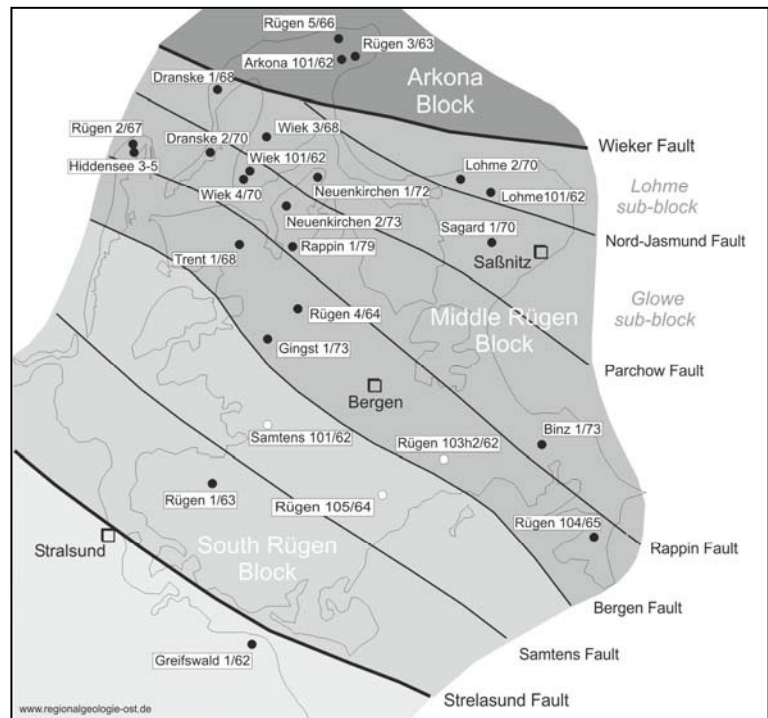 Rügen 5/66
Rügen 3/63
Arkona 101/62
Arkona
Block
Dranske 1/68
Rügen 2/67
Dranske 2/70
Wiek 3/68
Wieker Fault
Hiddensee 3-5
Wiek 101/62
Lohme 2/70
Wiek 4/70
Neuenkirchen 1/72
Lohme101/62
Lohme
sub-block
Neuenkirchen 2/73
Sagard 1/70
Nord-Jasmund Fault
Trent 1/68
Rappin 1/79
Saßnitz
Rügen 4/64
Middle Rügen
Block
Glowe
sub-block
Gingst 1/73
Parchow Fault
Bergen
Samtens 101/62
Rügen 103h2/62
Binz 1/73
Rügen 1/63
Rügen 105/64
Rügen 104/65
Stralsund
South Rügen
Block
Rappin Fault
Bergen Fault
Samtens Fault
Greifswald 1/62
Strelasund Fault
www.regionalgeologie-ost.de